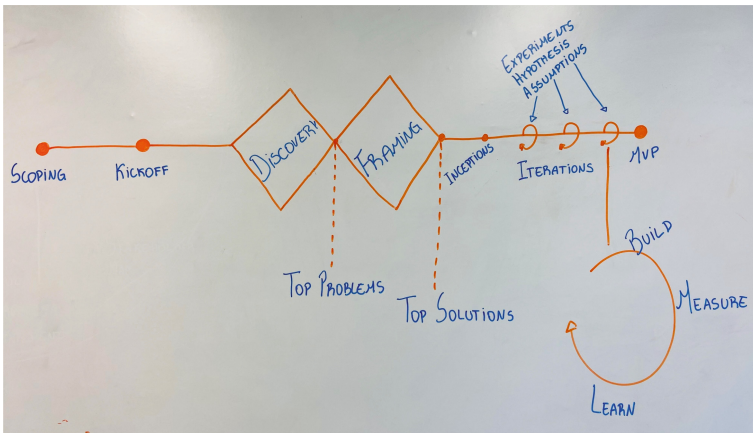 EXPERIMENTS
HYPOTHESIS
ASSUMPTIONS
SCOPING
KICKOFF
DISCOVERY
FRAMING
INCEPTIONS
ITERATIONS
MVP
TOP PROBLEMS
TOP SOLUTIONS
BUILD
MEASURE
LEARN